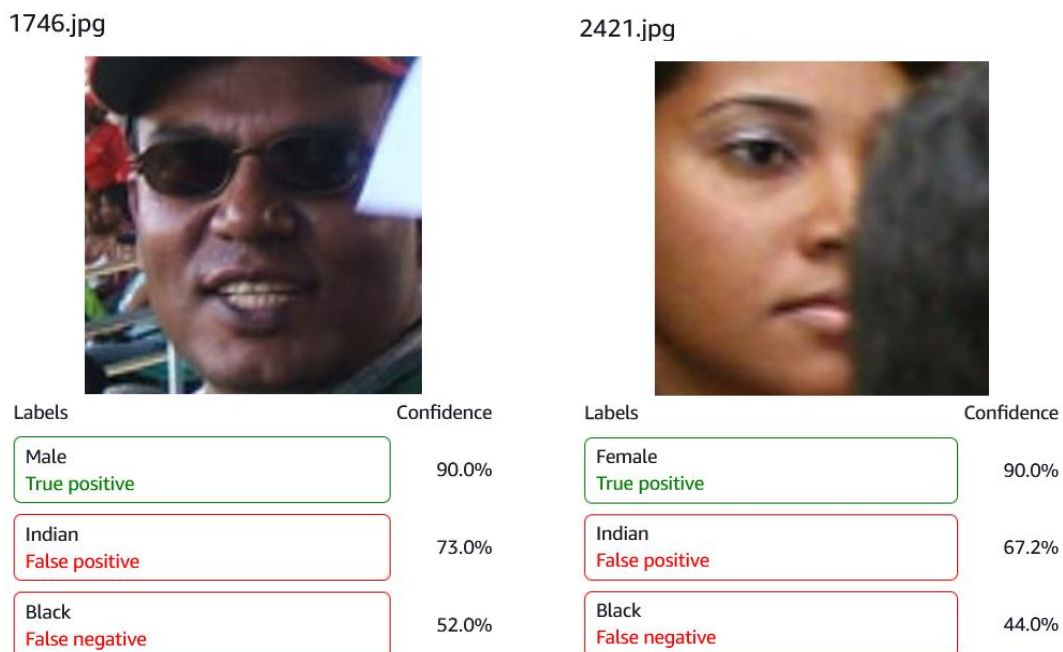 1746.jpg
Labels Confidence
Male
True positive
90.0%
Indian
False positive
73.0%
Black
False negative
52.0%
2421.jpg
Labels Confidence
Female
True positive
90.0%
Indian
False positive
67.2%
Black
False negative
44.0%